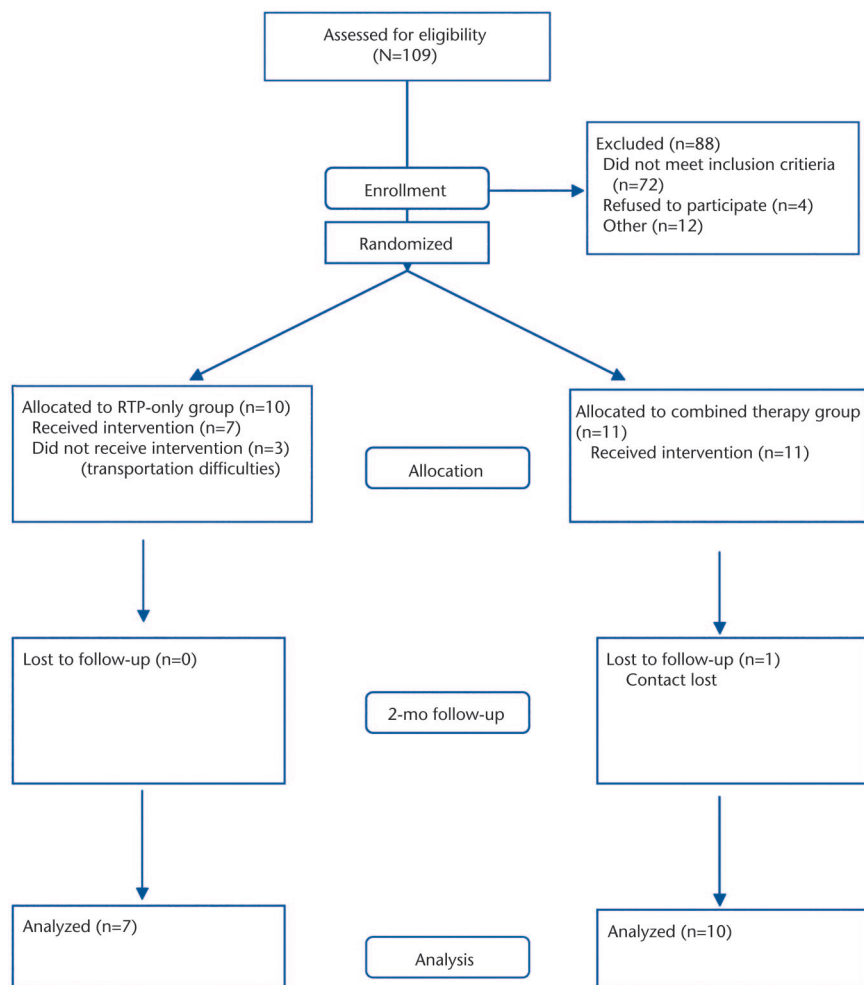 Assessed for eligibility
(N=109)
Excluded (n=88)
Did not meet inclusion critieria
(n=72)
Refused to participate (n=4)
Other (n=12)
Enrollment
Randomized
Allocated to RTP-only group (n=10)
Received intervention (n=7)
Did not receive intervention (n=3)
(transportation difficulties)
Allocation
Allocated to combined therapy group
(n=11)
Received intervention (n=11)
Lost to follow-up (n=0)
2-mo follow-up
Lost to follow-up (n=1)
Contact lost
Analyzed (n=7)
Analysis
Analyzed (n=10)